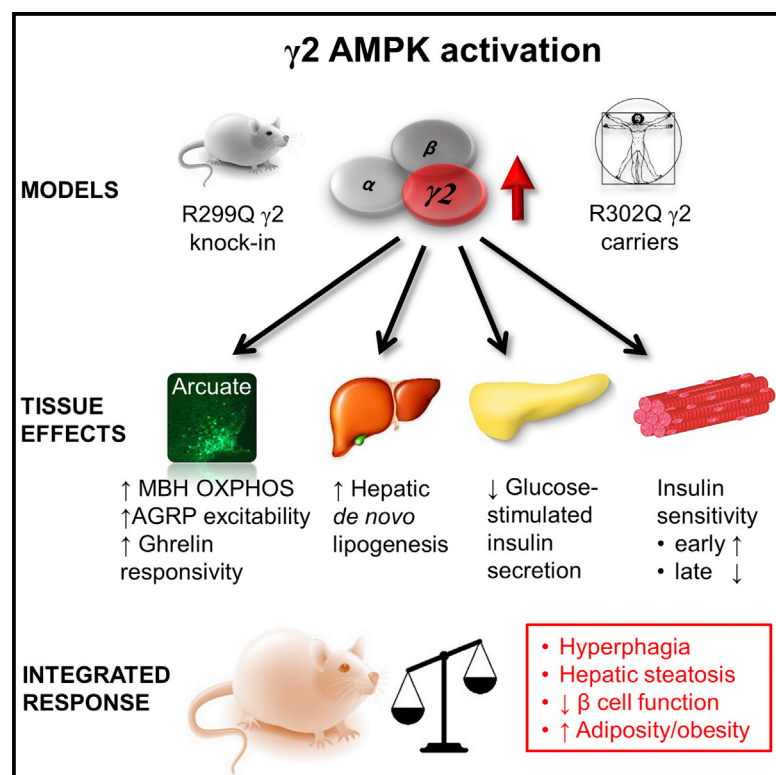 γ2 AMPK activation
MODELS
R299Q γ2
knock-in
α
β
γ2
R302Q γ2
carriers
TISSUE
EFFECTS
Arcuate
↑ MBH OXPHOS
↑AGRP excitability
↑ Ghrelin
responsivity
↑ Hepatic
de novo
lipogenesis
↓ Glucose-
stimulated
insulin
secretion
Insulin
sensitivity
• early ↑
• late ↓
INTEGRATED
RESPONSE
• Hyperphagia
• Hepatic steatosis
• ↓ β cell function
• ↑ Adiposity/obesity